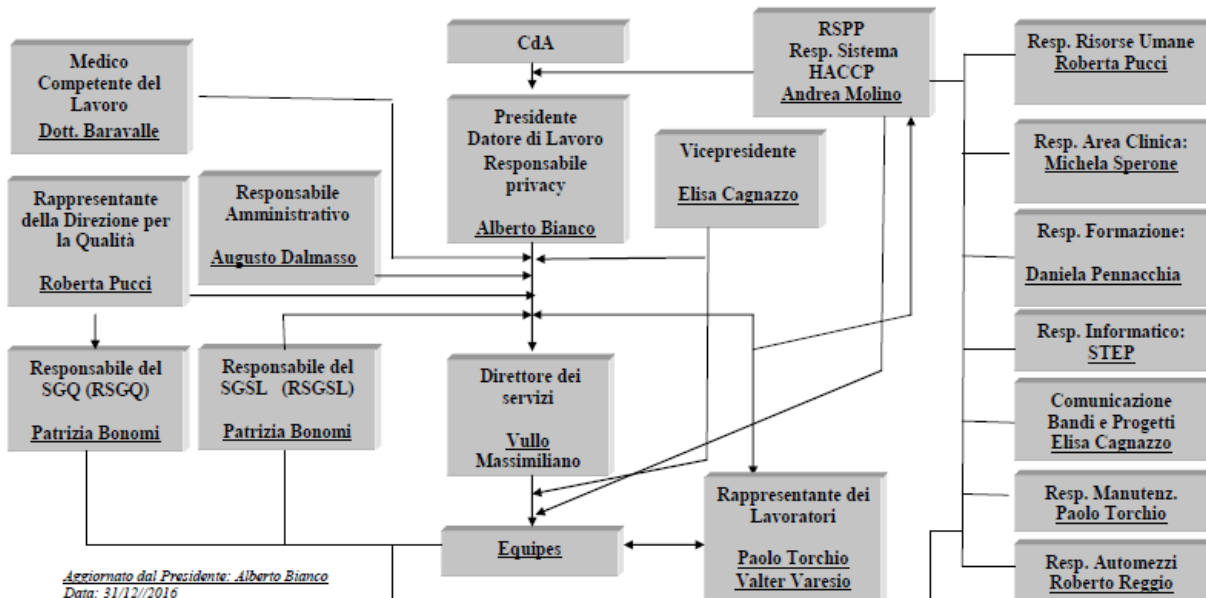 CdA
RSPP
Resp. Sistema
HACCP
Andrea Molino
Resp. Risorse Umane
Roberta Pucci
Medico
Competente del
Lavoro
Dott. Baravalle
Presidente
Datore di Lavoro
Responsabile
privacy
Alberto Bianco
Vicepresidente
Elisa Cagnazzo
Resp. Area Clinica:
Michela Sperone
Rappresentante
della Direzione per
la Qualità
Roberta Pucci
Responsabile
Amministrativo
Augusto Dalmasso
Resp. Formazione:
Daniela Pennacchia
Resp. Informatico:
STEP
Responsabile del
SGQ (RSGQ)
Patrizia Bonomi
Responsabile del
SGSL (RSGSL)
Patrizia Bonomi
Direttore dei
servizi
Vullo
Massimiliano
Comunicazione
Bandi e Progetti
Elisa Cagnazzo
Rappresentante dei
Lavoratori
Paolo Torchio
Valter Varesio
Resp. Manutenz.
Paolo Torchio
Equipes
Resp. Automezzi
Roberto Reggio
Aggiornato dal Presidente: Alberto Bianco
Data: 31/12//2016